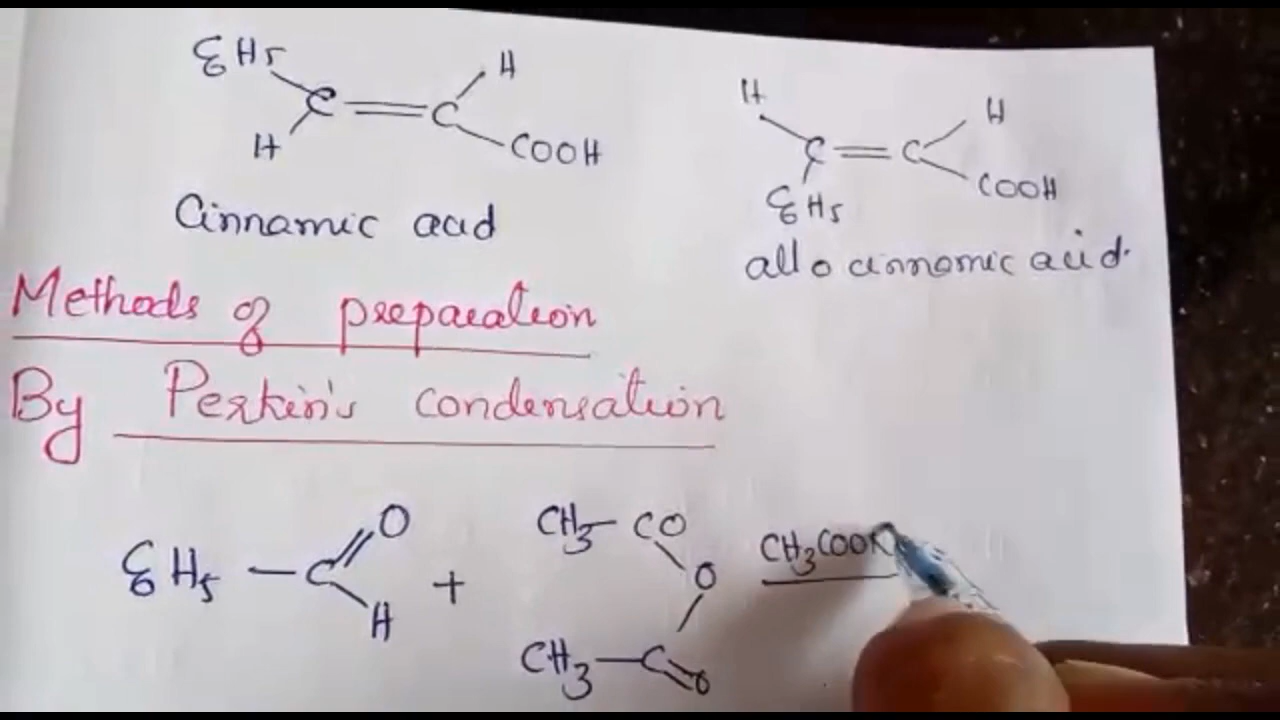 C6H5 H
C = C
H COOH
Cinnamic acid
H H
C = C
C6H5 COOH
allo cinnamic acid.
Methods of preparation
By Perkin's condensation
C6H5 — C O H + CH3 — CO O CH3 — C O CH3COO